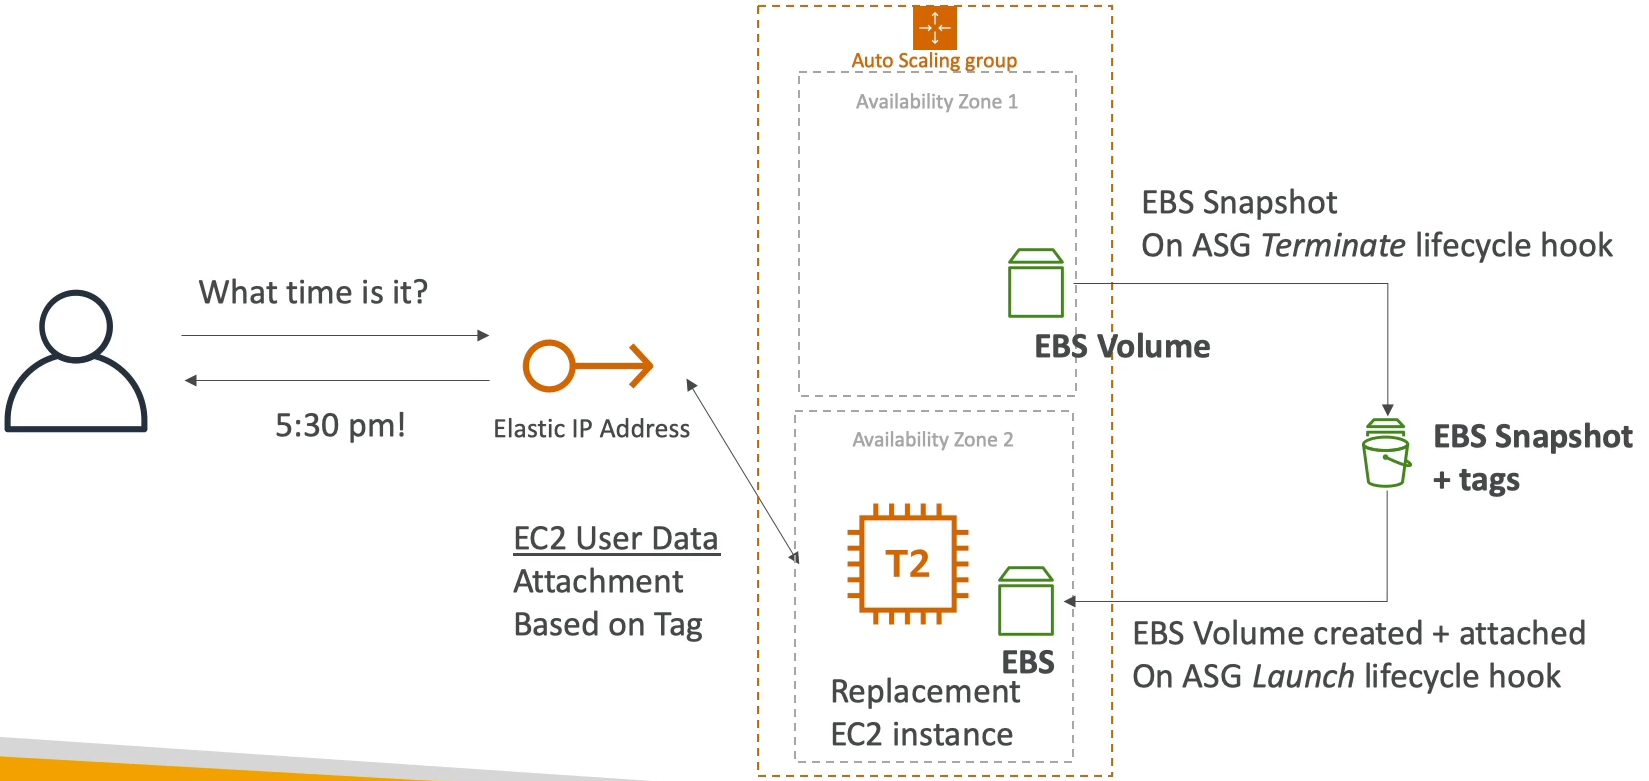 Auto Scaling group
Availability Zone 1
EBS Snapshot
On ASG Terminate lifecycle hook
What time is it?
EBS Volume
5:30 pm!
Elastic IP Address
Availability Zone 2
EBS Snapshot
+ tags
EC2 User Data
Attachment
Based on Tag
T2
EBS
Replacement
EC2 instance
EBS Volume created + attached
On ASG Launch lifecycle hook